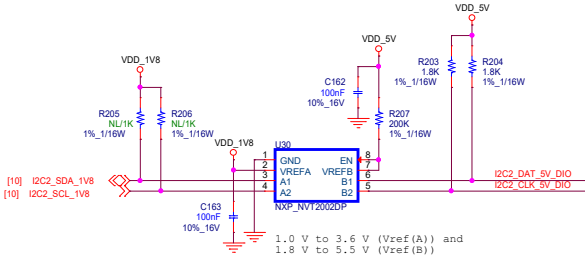 VDD_5V
VDD_5V
VDD_1V8
R203
1.8K
1%_1/16W
R204
1.8K
1%_1/16W
C162
100nF
10%_16V
R205
NL/1K
1%_1/16W
R206
NL/1K
1%_1/16W
R207
200K
1%_1/16W
VDD_1V8
U30
1 GND EN 8
2 VREFA VREFB 7
3 A1 B1 6
4 A2 B2 5
NXP_NVT2002DP
[10] I2C2_SDA_1V8
[10] I2C2_SCL_1V8
I2C2_DAT_5V_DIO
I2C2_CLK_5V_DIO
C163
100nF
10%_16V
1.0 V to 3.6 V (Vref(A)) and
1.8 V to 5.5 V (Vref(B))